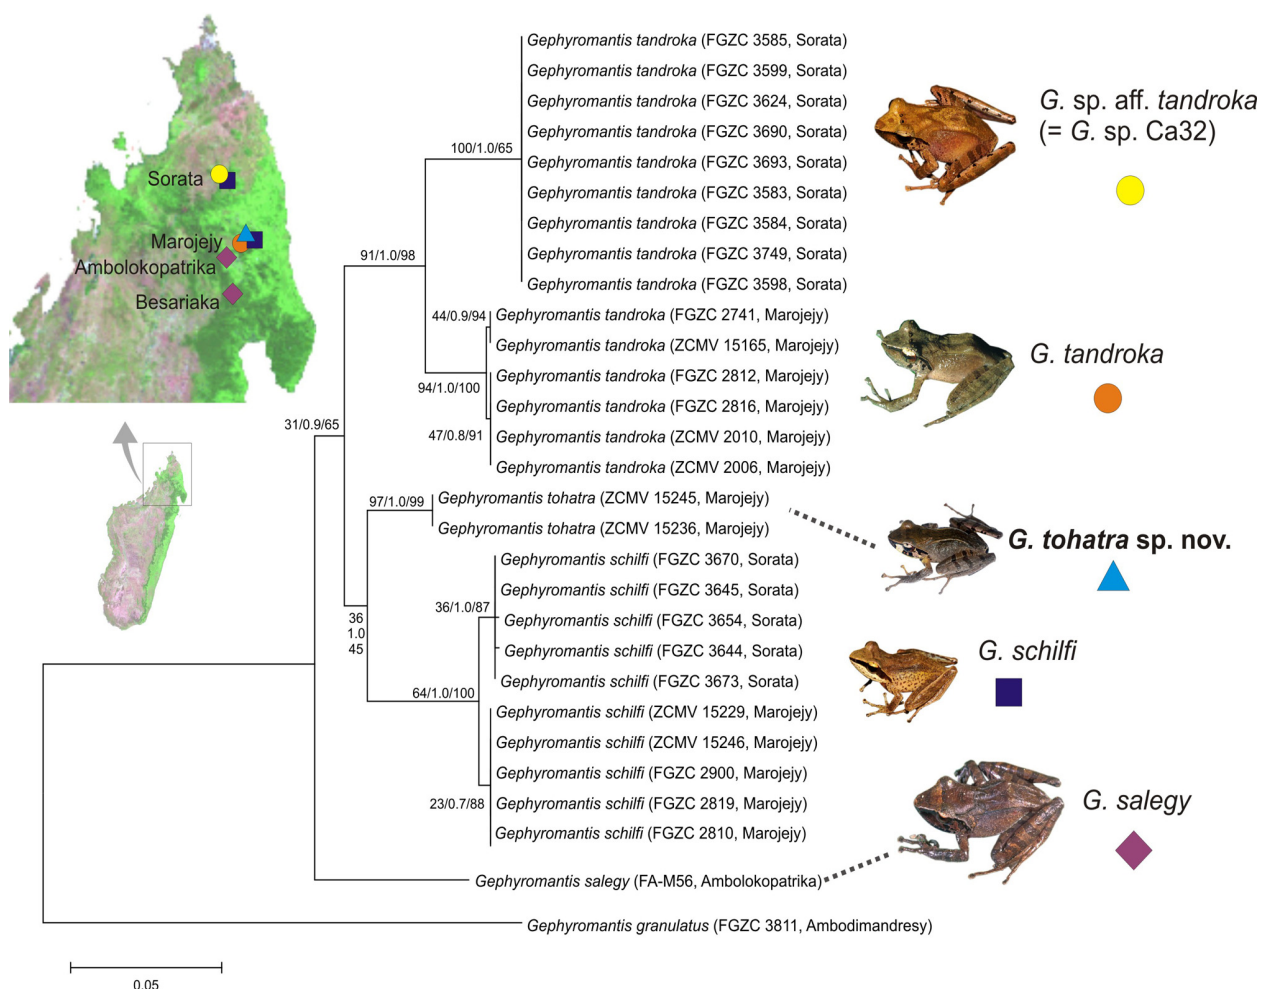 Sorata
Marojejy
Ambolokopatrika
Besariaka
Gephyromantis tandroka (FGZC 3585, Sorata)
Gephyromantis tandroka (FGZC 3599, Sorata)
Gephyromantis tandroka (FGZC 3624, Sorata)
Gephyromantis tandroka (FGZC 3690, Sorata)
100/1.0/65
Gephyromantis tandroka (FGZC 3693, Sorata)
Gephyromantis tandroka (FGZC 3583, Sorata)
Gephyromantis tandroka (FGZC 3584, Sorata)
Gephyromantis tandroka (FGZC 3749, Sorata)
91/1.0/98
Gephyromantis tandroka (FGZC 3598, Sorata)
44/0.9/94
Gephyromantis tandroka (FGZC 2741, Marojejy)
Gephyromantis tandroka (ZCMV 15165, Marojejy)
Gephyromantis tandroka (FGZC 2812, Marojejy)
94/1.0/100
Gephyromantis tandroka (FGZC 2816, Marojejy)
31/0.9/65
47/0.8/91
Gephyromantis tandroka (ZCMV 2010, Marojejy)
Gephyromantis tandroka (ZCMV 2006, Marojejy)
97/1.0/99
Gephyromantis tohatra (ZCMV 15245, Marojejy)
Gephyromantis tohatra (ZCMV 15236, Marojejy)
Gephyromantis schilfi (FGZC 3670, Sorata)
Gephyromantis schilfi (FGZC 3645, Sorata)
36/1.0/87
Gephyromantis schilfi (FGZC 3654, Sorata)
36
1.0
45
Gephyromantis schilfi (FGZC 3644, Sorata)
Gephyromantis schilfi (FGZC 3673, Sorata)
64/1.0/100
Gephyromantis schilfi (ZCMV 15229, Marojejy)
Gephyromantis schilfi (ZCMV 15246, Marojejy)
Gephyromantis schilfi (FGZC 2900, Marojejy)
23/0.7/88
Gephyromantis schilfi (FGZC 2819, Marojejy)
Gephyromantis schilfi (FGZC 2810, Marojejy)
Gephyromantis salegy (FA-M56, Ambolokopatrika)
Gephyromantis granulatus (FGZC 3811, Ambodimandresy)
0.05
G. sp. aff. tandroka
(= G. sp. Ca32)
G. tandroka
G. tohatra sp. nov.
G. schilfi
G. salegy